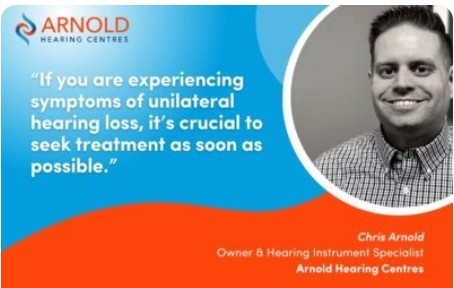 ARNOLD
HEARING CENTRES
“If you are experiencing
symptoms of unilateral
hearing loss, it’s crucial to
seek treatment as soon as
possible.”
Chris Arnold
Owner & Hearing Instrument Specialist
Arnold Hearing Centres